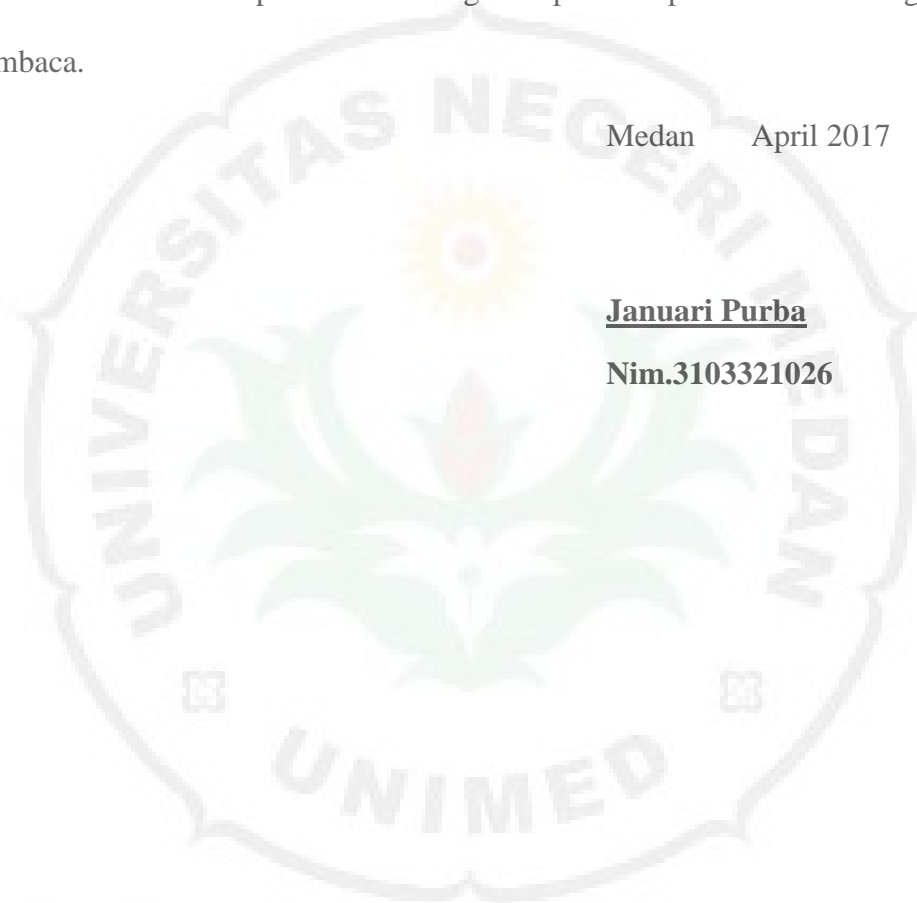 mbaca.
Medan April 2017
Januari Purba
Nim.3103321026
UNIVERSITAS NEGERI MEDAN
UNIMED